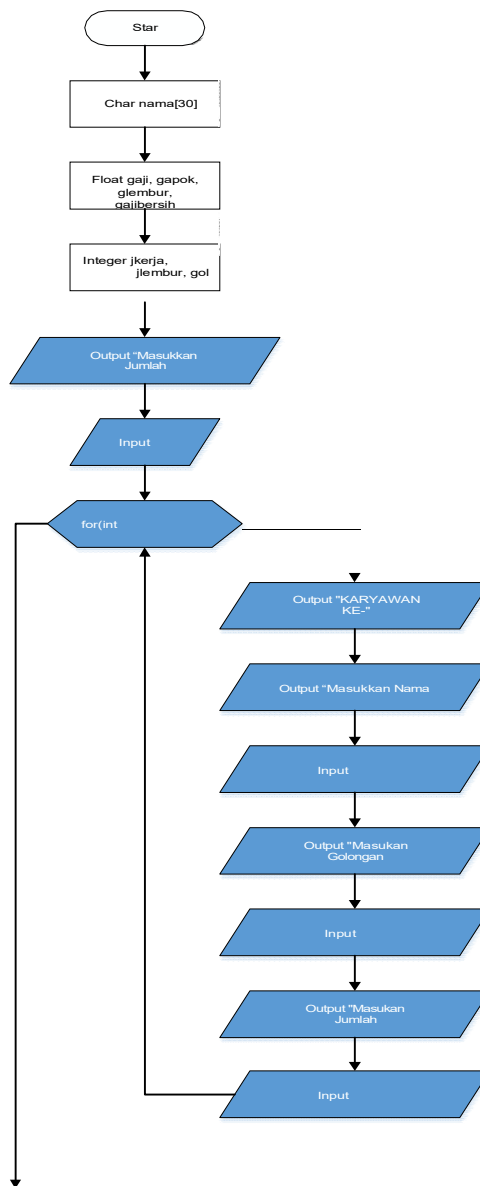 Star
Char nama[30]
Float gaji, gapok,
glembur,
gajibersih
Integer jkerja,
jlembur, gol
Output “Masukkan
Jumlah
Input
for(int
Output "KARYAWAN
KE-"
Output “Masukkan Nama
Input
Output "Masukan
Golongan
Input
Output "Masukan
Jumlah
Input